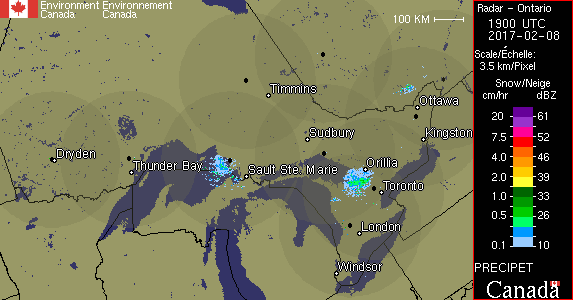 Environment Environnement
Canada Canada
100 KM
Timmins
Ottawa
Sudbury
Kingston
Dryden
Thunder Bay
Sault Ste. Marie
Orillia
Toronto
London
Windsor
Radar - Ontario
1900 UTC
2017-02-08
Scale/Échelle:
3.5 km/Pixel
Snow/Neige
cm/hr dBZ
20 61
7.5 52
4.0 46
2.0 39
1.0 33
0.5 26
0.1 10
PRECIPET
Canada